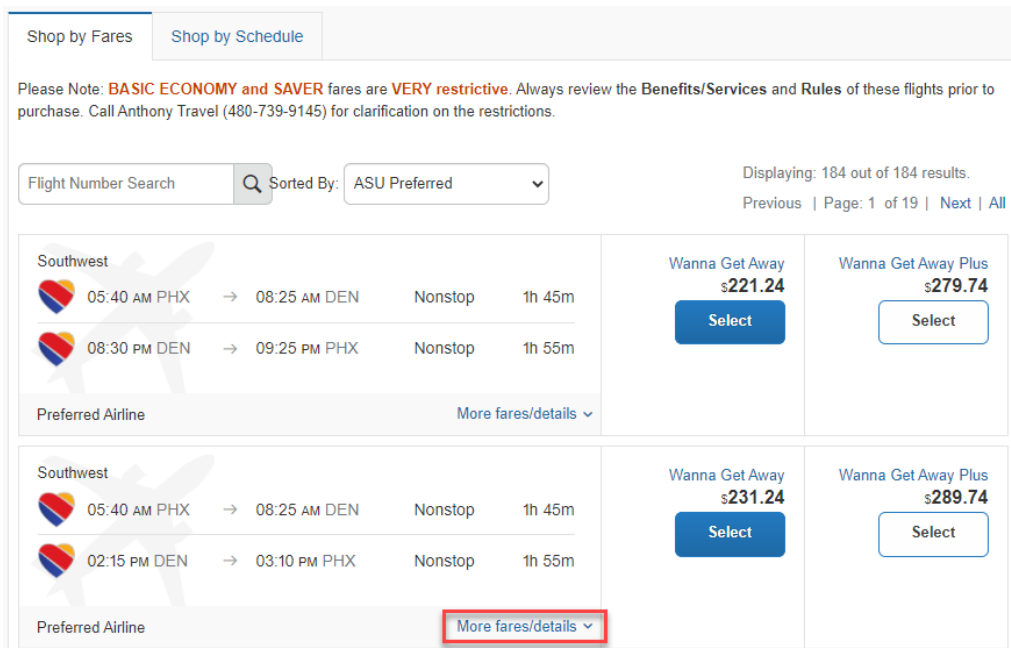 Shop by Fares Shop by Schedule
Please Note: BASIC ECONOMY and SAVER fares are VERY restrictive. Always review the Benefits/Services and Rules of these flights prior to
purchase. Call Anthony Travel (480-739-9145) for clarification on the restrictions.
Flight Number Search Sorted By: ASU Preferred
Displaying: 184 out of 184 results.
Previous | Page: 1 of 19 | Next | All
Southwest
05:40 AM PHX → 08:25 AM DEN Nonstop 1h 45m
08:30 PM DEN → 09:25 PM PHX Nonstop 1h 55m
Preferred Airline More fares/details
Wanna Get Away
$221.24
Select
Wanna Get Away Plus
$279.74
Select
Southwest
05:40 AM PHX → 08:25 AM DEN Nonstop 1h 45m
02:15 PM DEN → 03:10 PM PHX Nonstop 1h 55m
Preferred Airline More fares/details
Wanna Get Away
$231.24
Select
Wanna Get Away Plus
$289.74
Select